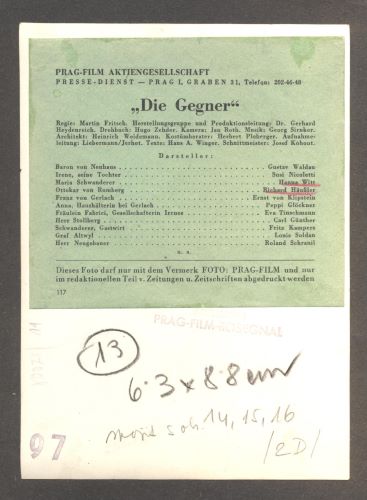 PRAG-FILM AKTIENGESELLSCHAFT
PRESSE-DIENST — PRAG I, GRABEN 31, Telefon: 202-46-48
„Die Gegner“
Regie: Martin Fritsch. Herstellungsgruppe und Produktionsleitung: Dr. Gerhard
Heydenreich. Drehbuch: Hugo Zehder. Kamera: Jan Roth. Musik: Georg Sirnker.
Architekt: Heinrich Weidemann. Kostümberater: Herbert Ploberger. Aufnahme-
leitung: Liebermann/Jerhot. Texte: Hans A. Winger. Schnittmeister: Josef Kohout.
Darsteller:
Baron von Neuhaus Gustav Waldau
Irene, seine Tochter Susi Nicoletti
Maria Schwanderer Hanna Witt
Ottokar von Romberg Richard Häußler
Franz von Gerlach Ernst von Klipstein
Anna, Haushälterin bei Gerlach Peppi Glöckner
Fräulein Fabrici, Gesellschafterin Irenes Eva Tinschmann
Herr Stollberg Carl Günther
Schwanderer, Gastwirt Fritz Kampers
Graf Altwyl Louis Soldan
Herr Neugebauer Roland Schranil
u. a.
Dieses Foto darf nur mit dem Vermerk FOTO: PRAG-FILM und nur
im redaktionellen Teil v. Zeitungen u. Zeitschriften abgedruckt werden
117
PRAG-FILM-ROSEGNAL
13
6·3 x 8·8 cm
14, 15, 16
/2D/
97